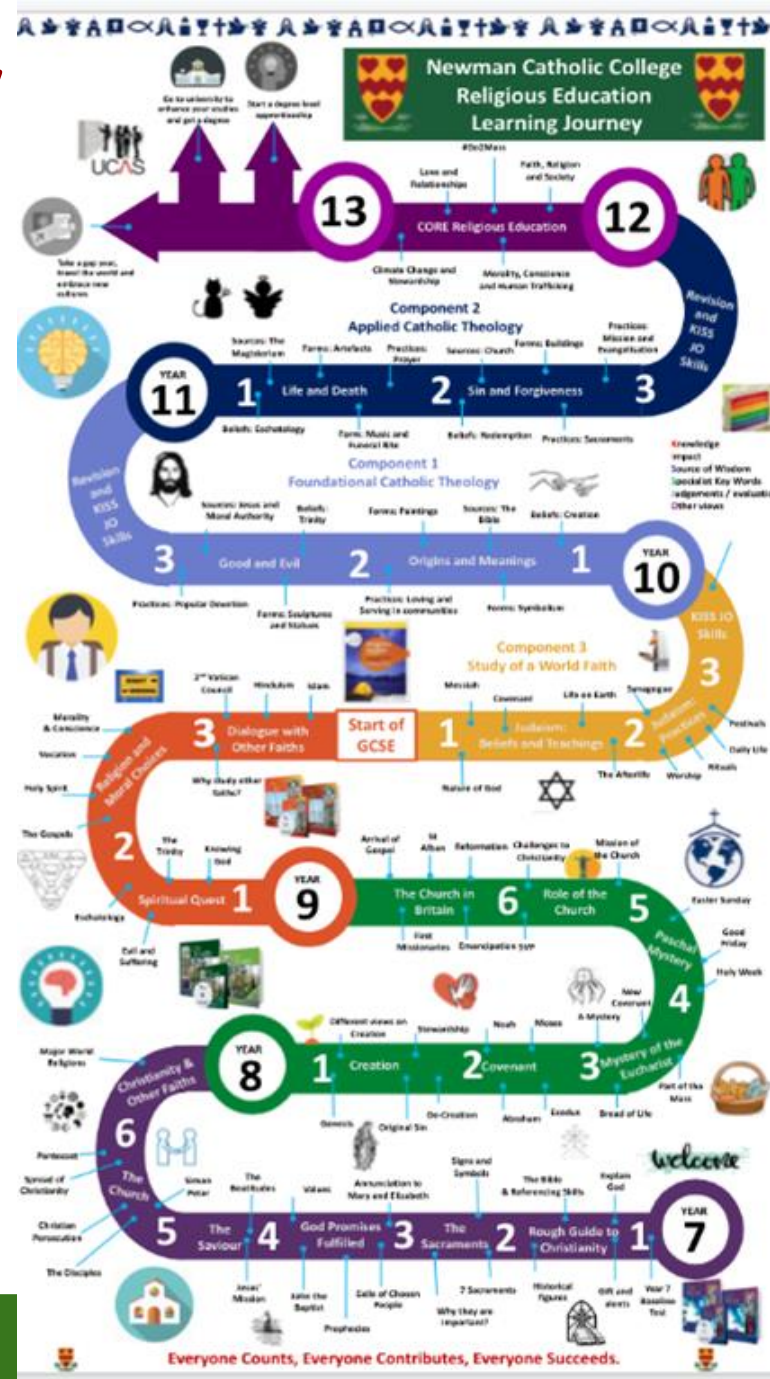 Newman Catholic College
Religious Education
Learning Journey
Go to university to
enhance your studies
and get a degree
Start a degree level
apprenticeship
UCAS
#Go2Mass
Love and
Relationships
Faith, Religion
and Society
13
CORE Religious Education
12
Take a gap year,
travel the world and
embrace new
cultures
Climate Change and
Stewardship
Morality, Conscience
and Human Trafficking
Component 2
Applied Catholic Theology
Revision
and
KISS
JO
Skills
Sources: The
Magisterium
Forms: Artefacts
Practices:
Prayer
Sources: Church
Forms: Buildings
Practices:
Mission and
Evangelisation
YEAR
11
1
Life and Death
2
Sin and Forgiveness
3
Beliefs: Eschatology
Forms: Music and
Funeral Rite
Beliefs: Redemption
Practices: Sacraments
Knowledge
Impact
Source of Wisdom
Specialist Key Words
Judgements /
Other views
Component 1
Foundational Catholic Theology
Revision
and
KISS
JO
Skills
Sources: Jesus and
Moral Authority
Beliefs:
Trinity
Forms: Paintings
Sources: The
Bible
Beliefs: Creation
3
Good and Evil
2
Origins and Meanings
1
YEAR
10
Practices: Popular Devotion
Forms: Sculptures
and Statues
Practices: Loving and
Serving in communities
Forms: Symbolism
KISS JO
Skills
Component 3
Study of a World Faith
2nd Vatican
Council
Hinduism
Islam
Messiah
Covenant
Life on Earth
Synagogue
3
Morality
& Conscience
Vocation
Holy Spirit
The Gospels
Religion and
Moral Choices
3
Dialogue with
Other Faiths
Start of
GCSE
1
Judaism:
Beliefs and Teachings
2
Judaism:
Practices
Festivals
Daily Life
Rituals
Worship
Why study other
faiths?
Nature of God
The Afterlife
2
The
Trinity
Knowing
God
Arrival of
Gospel
St
Alban
Reformation
Challenges to
Christianity
Mission of
the Church
Spiritual Quest
1
YEAR
9
The Church in
Britain
6
Role of the
Church
5
Easter Sunday
Eschatology
Evil and
Suffering
First
Missionaries
Emancipation
SVP
Paschal
Mystery
Good
Friday
Holy Week
4
Different views on
Creation
Stewardship
Noah
Moses
A Mystery
New
Covenant
Major World
Religions
Christianity &
Other Faiths
YEAR
8
1
Creation
2
Covenant
3
Mystery of the
Eucharist
Genesis
Original Sin
De-Creation
Abraham
Exodus
Bread of Life
Part of the
Mass
6
Pentecost
Spread of
Christianity
The
Church
Simon
Peter
The
Beatitudes
Values
Annunciation to
Mary and Elizabeth
Signs and
Symbols
The Bible
& Referencing Skills
Explain
God
welcome
Christian
Persecution
The Disciples
5
The
Saviour
4
God Promises
Fulfilled
3
The
Sacraments
2
Rough Guide to
Christianity
1
YEAR
7
Jesus'
Mission
John the
Baptist
Prophecies
Calls of Chosen
People
Why they are
important?
7 Sacraments
Historical
figures
Gift and
Year 7
Baseline
Test
Everyone Counts, Everyone Contributes, Everyone Succeeds.